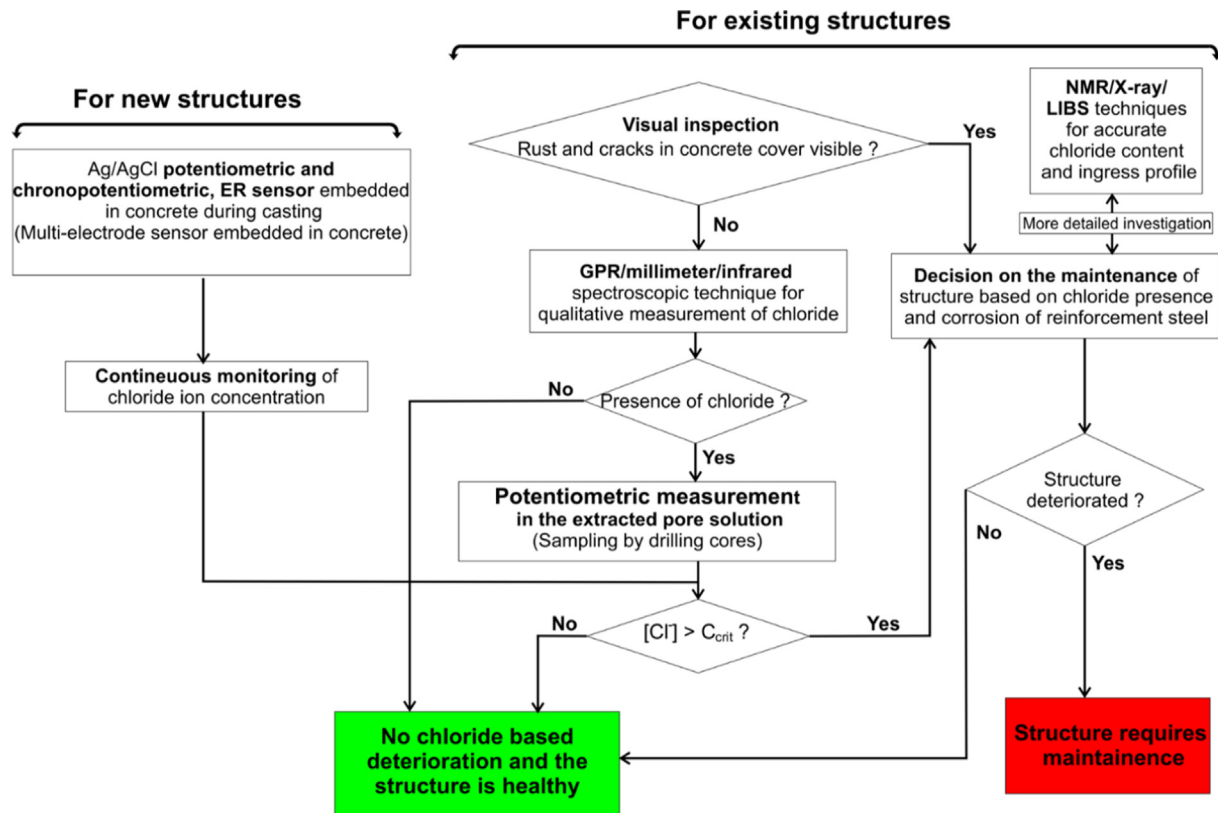 For existing structures
For new structures
Ag/AgCl potentiometric and
chronopotentiometric, ER sensor embedded
in concrete during casting
(Multi-electrode sensor embedded in concrete)
Contineuous monitoring of
chloride ion concentration
Visual inspection
Rust and cracks in concrete cover visible ?
Yes
No
GPR/millimeter/infrared
spectroscopic technique for
qualitative measurement of chloride
Presence of chloride ?
No
Yes
Potentiometric measurement
in the extracted pore solution
(Sampling by drilling cores)
[Cl⁻] > Ccrit ?
No
Yes
NMR/X-ray/
LIBS techniques
for accurate
chloride content
and ingress profile
More detailed investigation
Decision on the maintenance of
structure based on chloride presence
and corrosion of reinforcement steel
Structure
deteriorated ?
No
Yes
No chloride based
deterioration and the
structure is healthy
Structure requires
maintainence